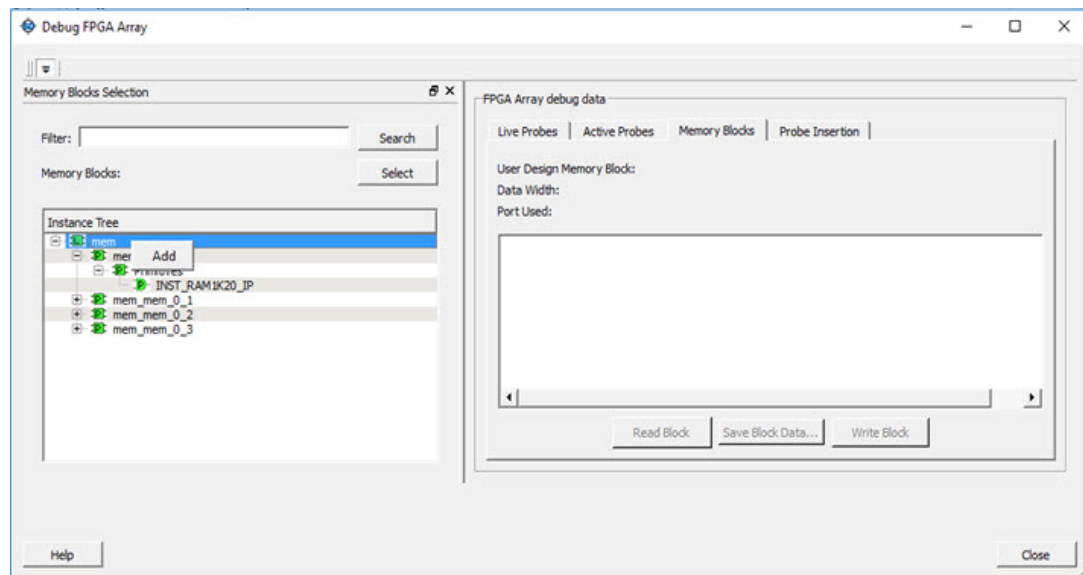 Debug FPGA Array
Memory Blocks Selection
Filter:
Search
Memory Blocks:
Select
Instance Tree
mem
Add
Primitives
INST_RAM1K20_IP
mem_mem_0_1
mem_mem_0_2
mem_mem_0_3
FPGA Array debug data
Live Probes Active Probes Memory Blocks Probe Insertion
User Design Memory Block:
Data Width:
Port Used:
Read Block Save Block Data... Write Block
Help
Close